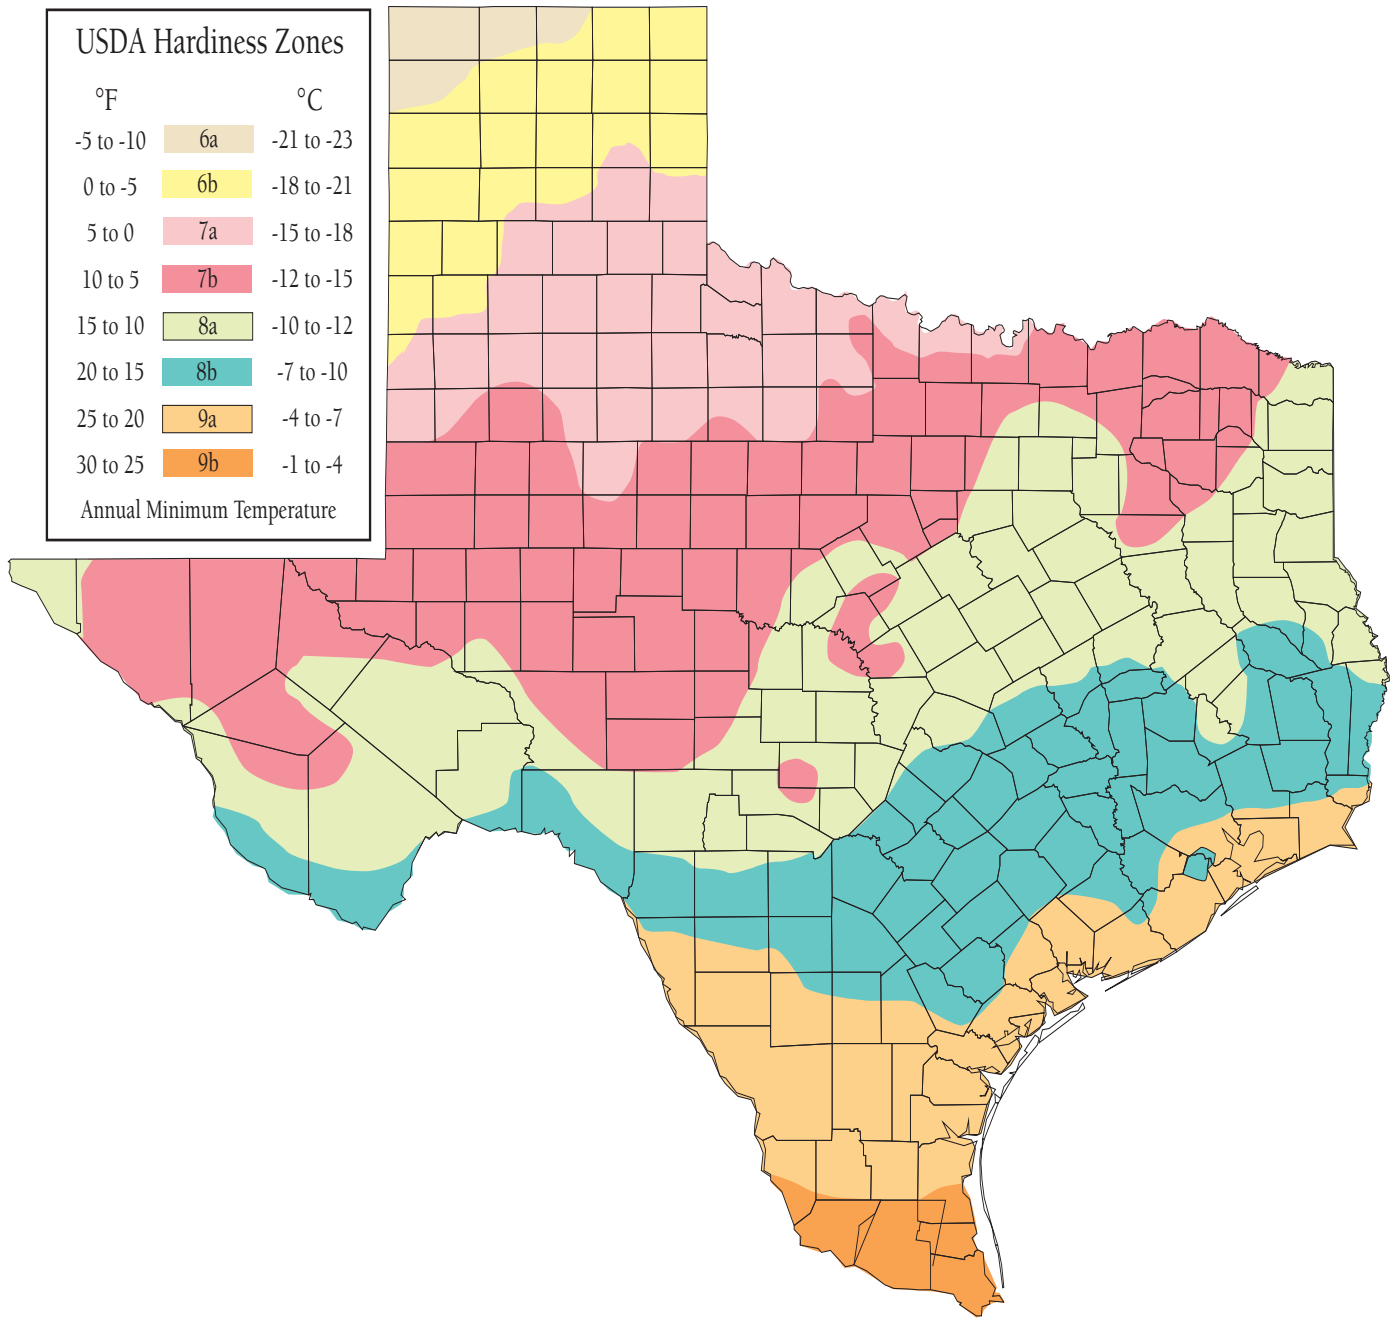 USDA Hardiness Zones
°F °C
-5 to -10 6a -21 to -23
0 to -5 6b -18 to -21
5 to 0 7a -15 to -18
10 to 5 7b -12 to -15
15 to 10 8a -10 to -12
20 to 15 8b -7 to -10
25 to 20 9a -4 to -7
30 to 25 9b -1 to -4
Annual Minimum Temperature